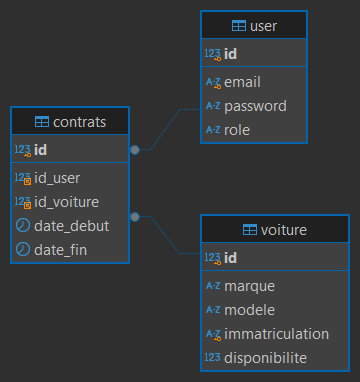 user
123 id
A-Z email
A-Z password
A-Z role
contrats
123 id
123 id_user
123 id_voiture
date_debut
date_fin
voiture
123 id
A-Z marque
A-Z modele
A-Z immatriculation
123 disponibilite